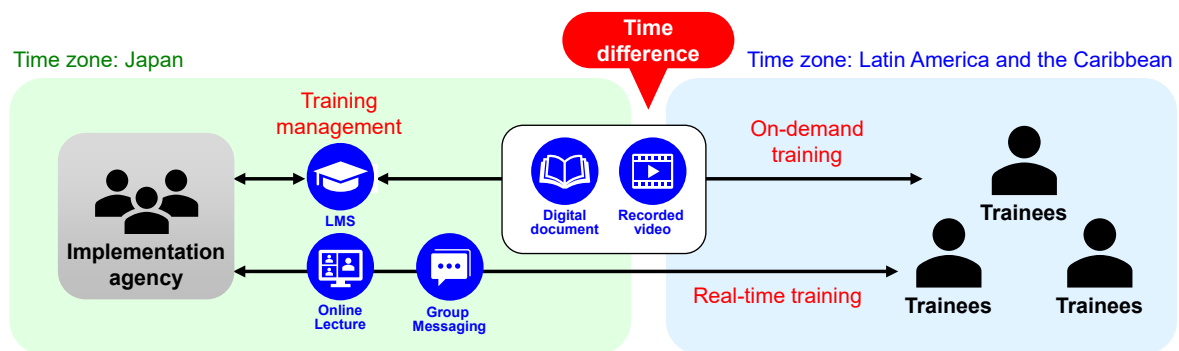 Time
difference
Time zone: Japan
Time zone: Latin America and the Caribbean
Training
management
On-demand
training
LMS
Digital
document
Recorded
video
Trainees
Implementation
agency
Online
Lecture
Group
Messaging
Real-time training
Trainees
Trainees